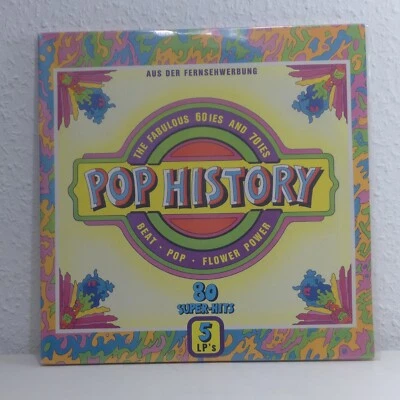 AUS DER FERNSEHWERBUNG
THE FABULOUS 60IES AND 70IES
POP HISTORY
BEAT · POP · FLOWER POWER
80
SUPER-HITS
5
LP's